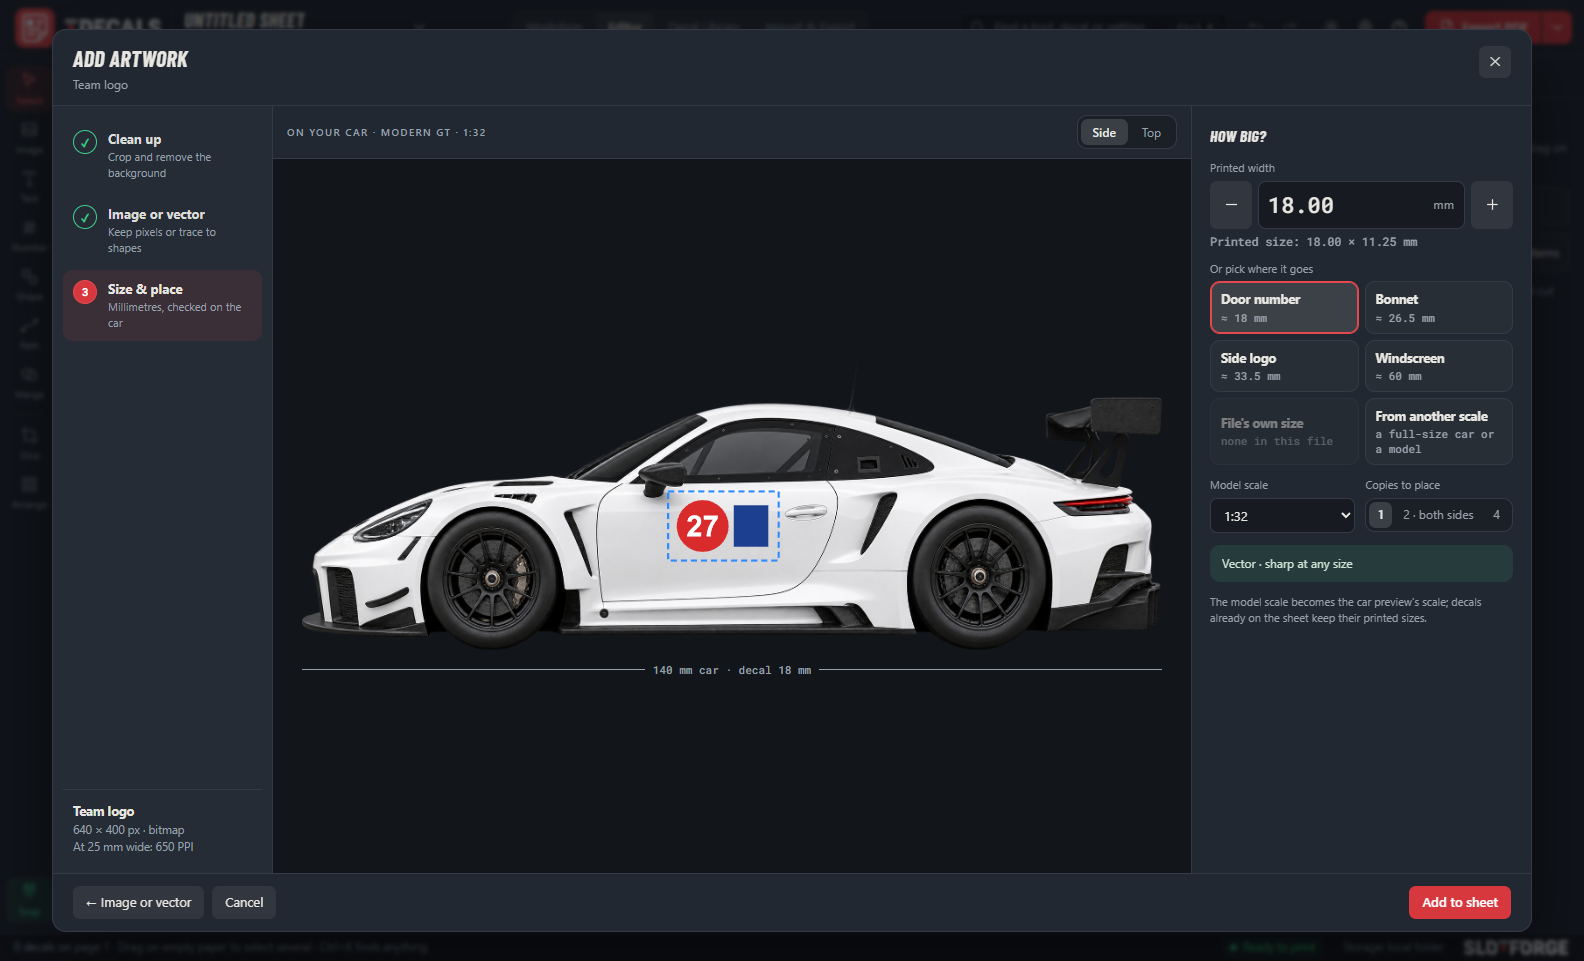 DECALS
UNTITLED SHEET
ADD ARTWORK
Team logo
Clean up
Crop and remove the
background
Image or vector
Keep pixels or trace to
shapes
3
Size & place
Millimetres, checked on the
car
Team logo
640 × 400 px · bitmap
At 25 mm wide: 650 PPI
ON YOUR CAR · MODERN GT · 1:32
Side
Top
27
140 mm car · decal 18 mm
HOW BIG?
Printed width
−
18.00
mm
+
Printed size: 18.00 × 11.25 mm
Or pick where it goes
Door number
≈ 18 mm
Bonnet
≈ 26.5 mm
Side logo
≈ 33.5 mm
Windscreen
≈ 60 mm
File's own size
none in this file
From another scale
a full-size car or
a model
Model scale
1:32
Copies to place
1
2 · both sides
4
Vector · sharp at any size
The model scale becomes the car preview's scale; decals
already on the sheet keep their printed sizes.
← Image or vector
Cancel
Add to sheet
SLOTFORGE